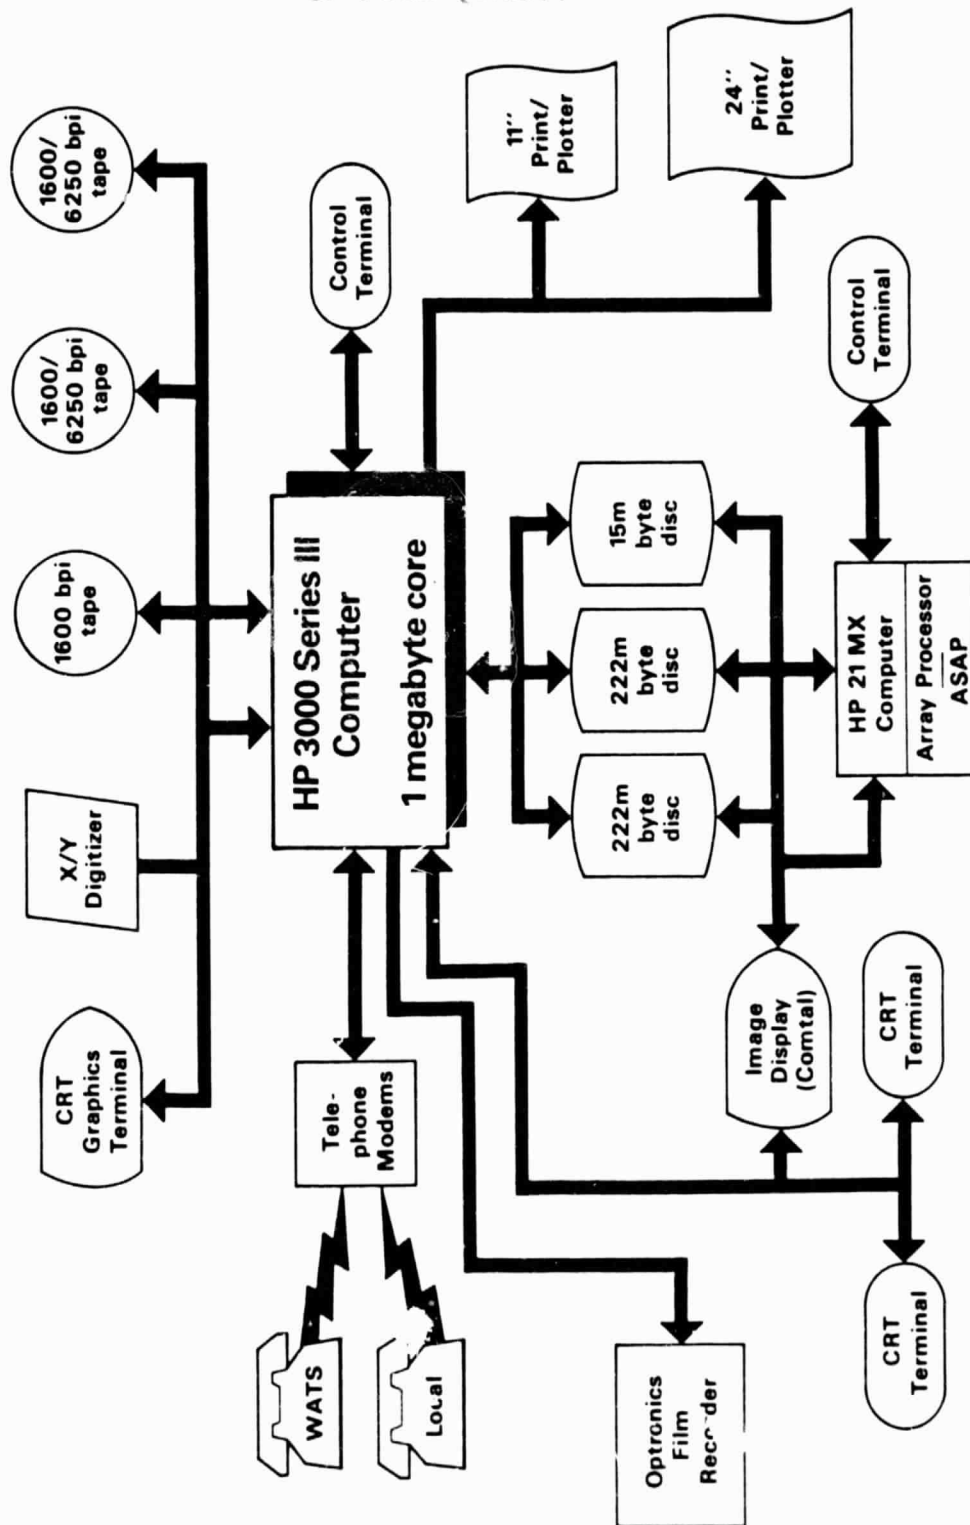 CRT
Graphics
Terminal
X/Y
Digitizer
1600 bpi
tape
1600/
6250 bpi
tape
1600/
6250 bpi
tape
WATS
Local
Tele-
phone
Modems
HP 3000 Series III
Computer
1 megabyte core
Control
Terminal
11"
Print/
Plotter
24"
Print/
Plotter
Optronics
Film
222m
byte
disc
222m
byte
disc
15m
byte
disc
Image
Display
(Comtal)
CRT
Terminal
CRT
Terminal
HP 21 MX
Computer
Array Processor
ASAP
Control
Terminal